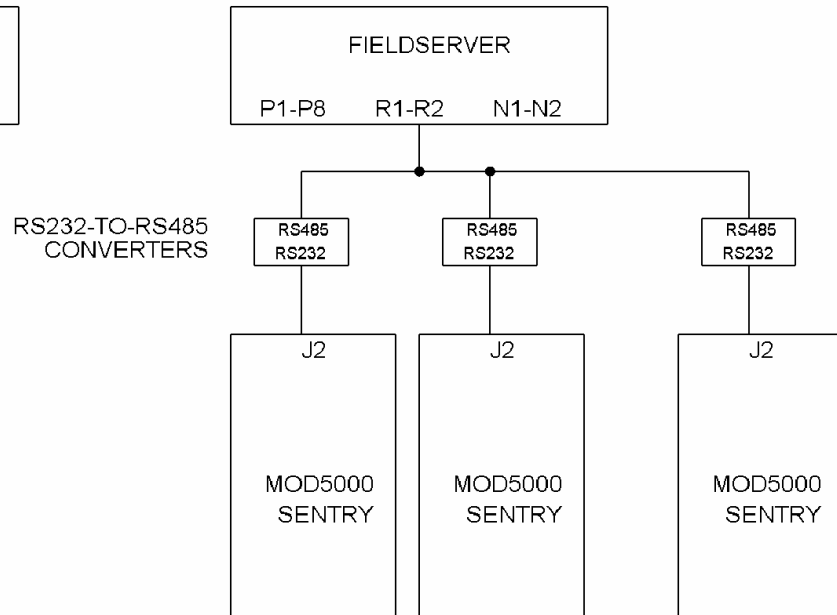 FIELDSERVER
P1-P8 R1-R2 N1-N2
RS232-TO-RS485
CONVERTERS
RS485 RS485 RS485
RS232 RS232 RS232
J2 J2 J2
MOD5000 MOD5000 MOD5000
SENTRY SENTRY SENTRY